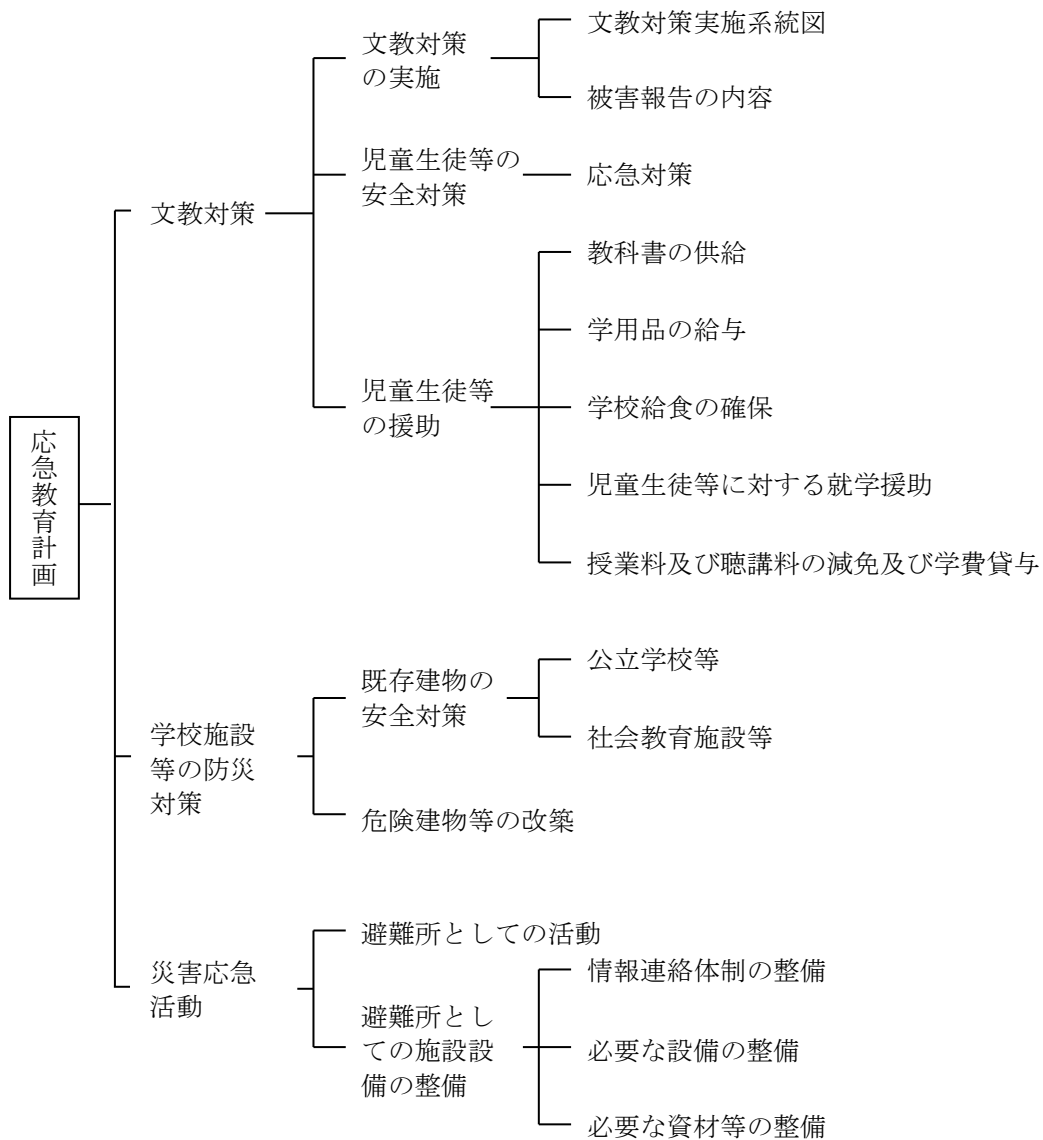 応急教育計画
文教対策
文教対策
の実施
文教対策実施系統図
被害報告の内容
児童生徒等の
安全対策
応急対策
児童生徒等
の援助
教科書の供給
学用品の給与
学校給食の確保
児童生徒等に対する就学援助
授業料及び聴講料の減免及び学費貸与
学校施設
等の防災
対策
既存建物の
安全対策
公立学校等
社会教育施設等
危険建物等の改築
災害応急
活動
避難所としての活動
避難所とし
ての施設設
備の整備
情報連絡体制の整備
必要な設備の整備
必要な資材等の整備